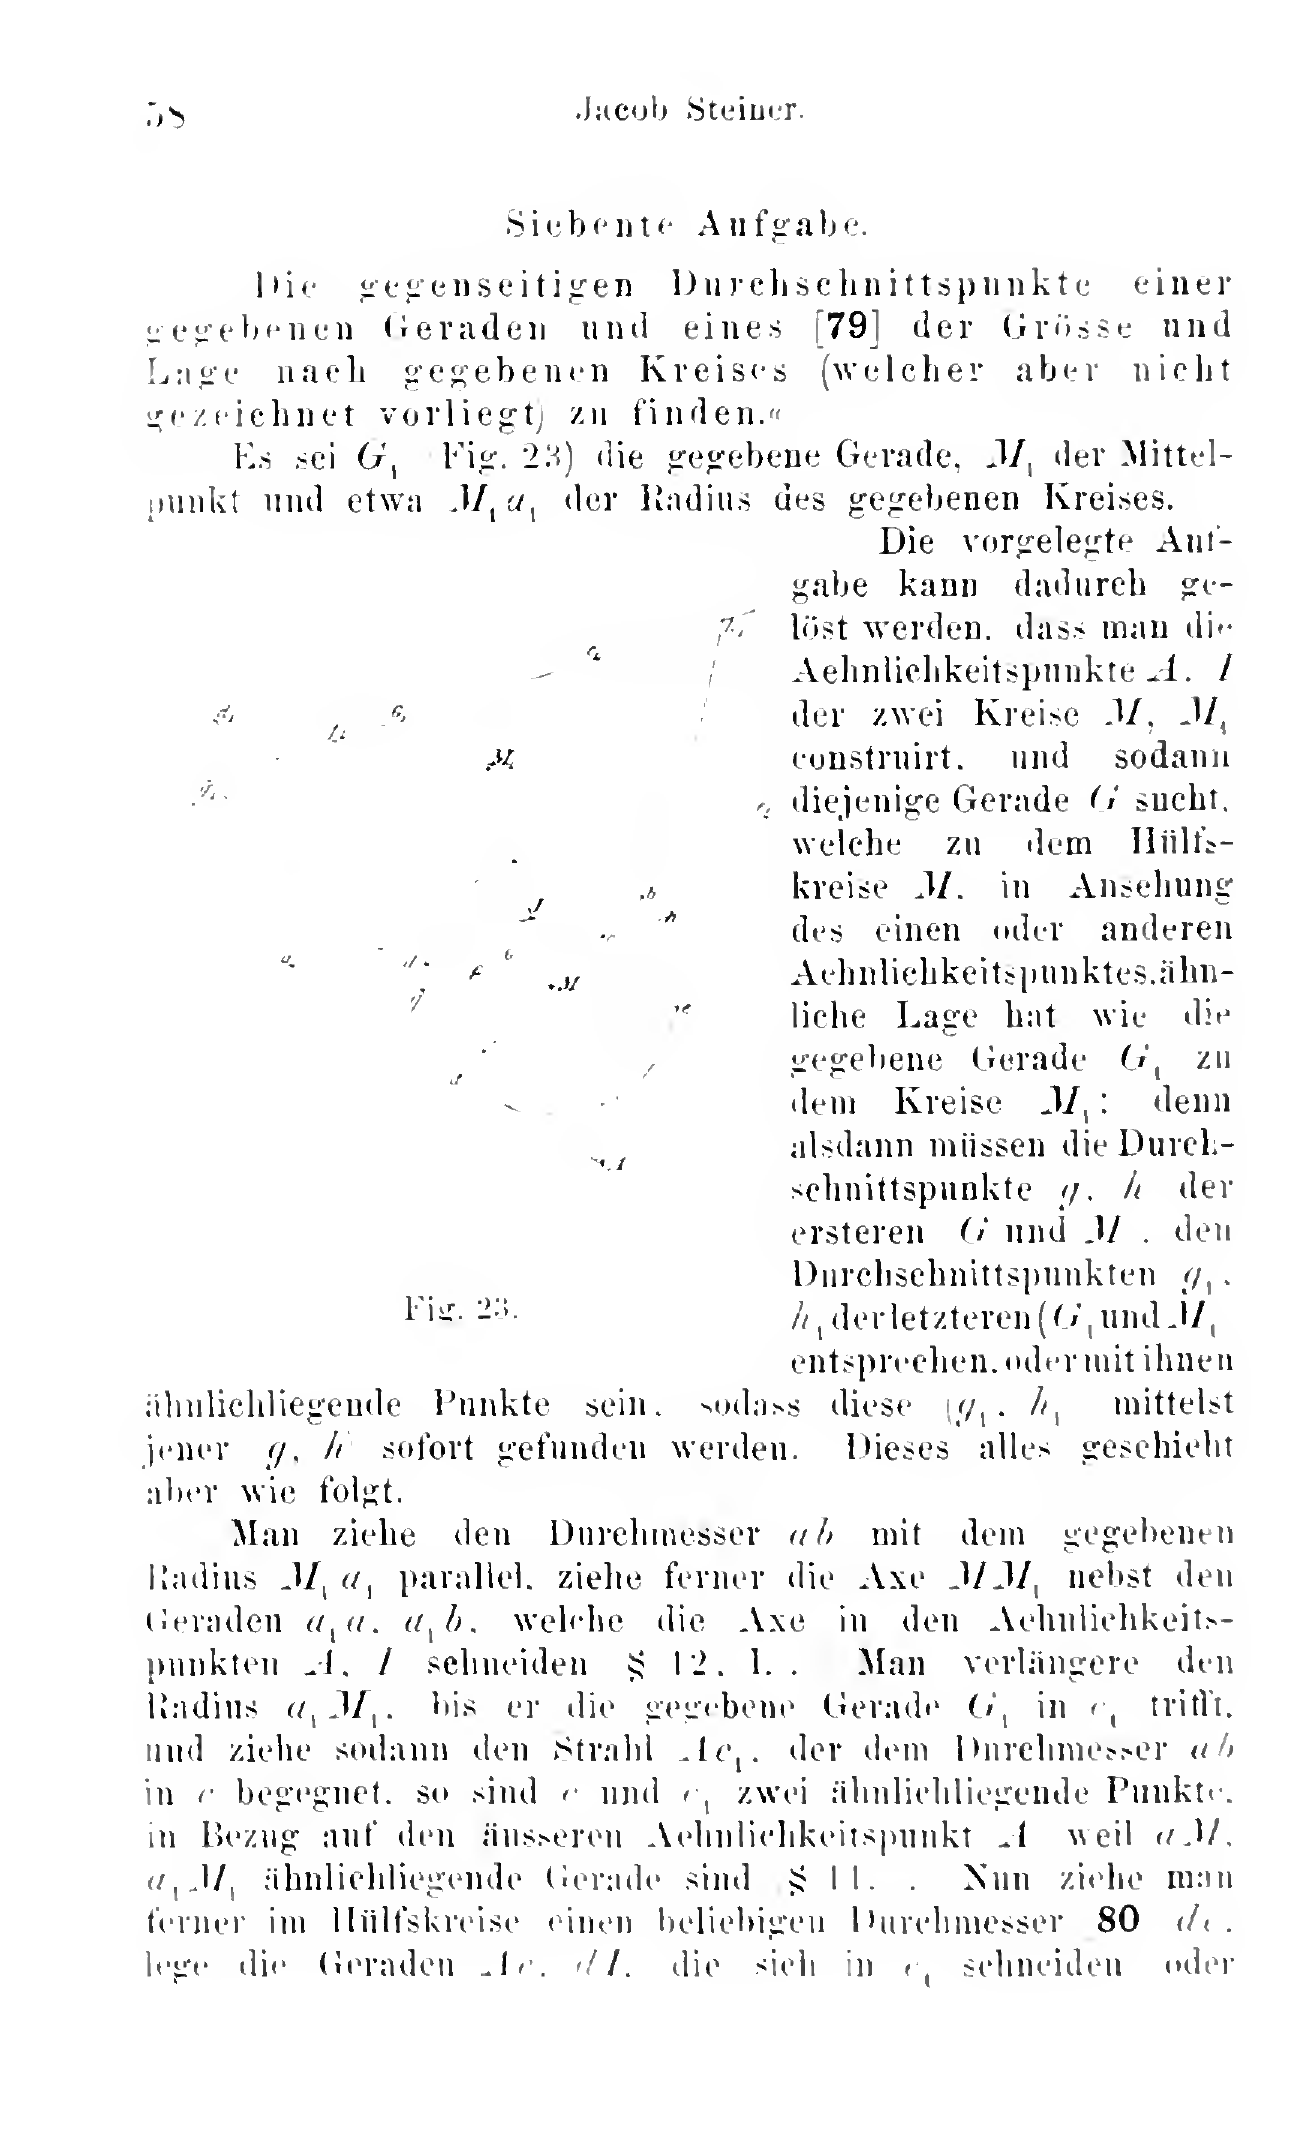 58 Jacob Steiner.
Siebente Aufgabe.
Die gegenseitigen Durchschnittspunkte einer
gegebenen Geraden und eines [79] der Grösse und
Lage nach gegebenen Kreises (welcher aber nicht
gezeichnet vorliegt) zu finden.«
Es sei G₁ Fig. 23) die gegebene Gerade, M₁ der Mittel-
punkt und etwa M₁a₁ der Radius des gegebenen Kreises.
Die vorgelegte Auf-
gabe kann dadurch ge-
löst werden, dass man die
Aehnlichkeitspunkte A, I
der zwei Kreise M, M₁
construirt, und sodann
diejenige Gerade G sucht,
welche zu dem Hülfs-
kreise M, in Ansehung
des einen oder anderen
Aehnlichkeitspunktes, ähn-
liche Lage hat wie die
gegebene Gerade G₁ zu
dem Kreise M₁: denn
alsdann müssen die Durch-
schnittspunkte g, h der
ersteren G und M, den
Durchschnittspunkten g₁,
h₁ der letzteren (G₁ und M₁
entsprechen, oder mit ihnen
Fig. 23.
ähnlichliegende Punkte sein, sodass diese (g₁, h₁ mittelst
jener g, h sofort gefunden werden. Dieses alles geschieht
aber wie folgt.
Man ziehe den Durchmesser ab mit dem gegebenen
Radius M₁a₁ parallel, ziehe ferner die Axe MM₁ nebst den
Geraden a₁a, a₁b, welche die Axe in den Aehnlichkeits-
punkten A, I schneiden § 12, I. . Man verlängere den
Radius a₁M₁, bis er die gegebene Gerade G₁ in c₁ trifft,
und ziehe sodann den Strahl Ac₁, der dem Durchmesser ab
in c begegnet, so sind c und c₁ zwei ähnlichliegende Punkte,
in Bezug auf den äusseren Aehnlichkeitspunkt A weil aM,
a₁M₁ ähnlichliegende Gerade sind § 11. . Nun ziehe man
ferner im Hülfskreise einen beliebigen Durchmesser 80 de,
lege die Geraden Ae, dI, die sich in e₁ schneiden oder